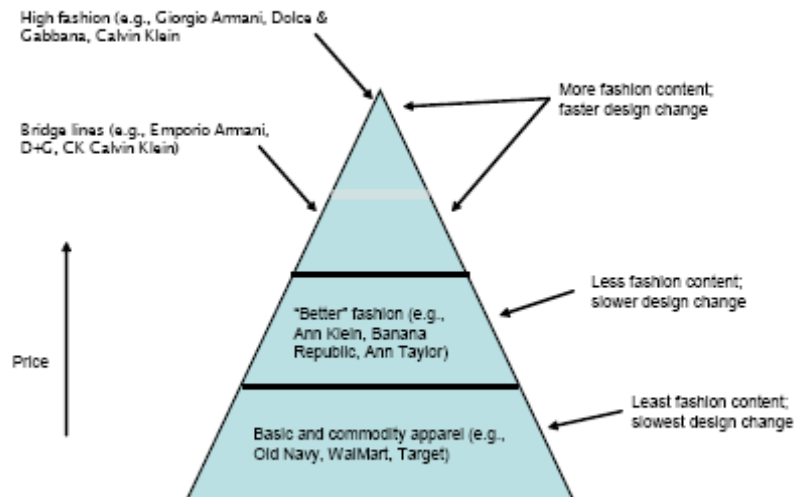 High fashion (e.g., Giorgio Armani, Dolce &
Gabbana, Calvin Klein
More fashion content;
faster design change
Bridge lines (e.g., Emporio Armani,
D+G, CK Calvin Klein)
Less fashion content;
slower design change
"Better" fashion (e.g.,
Ann Klein, Banana
Republic, Ann Taylor)
Price
Least fashion content;
slowest design change
Basic and commodity apparel (e.g.,
Old Navy, WalMart, Target)